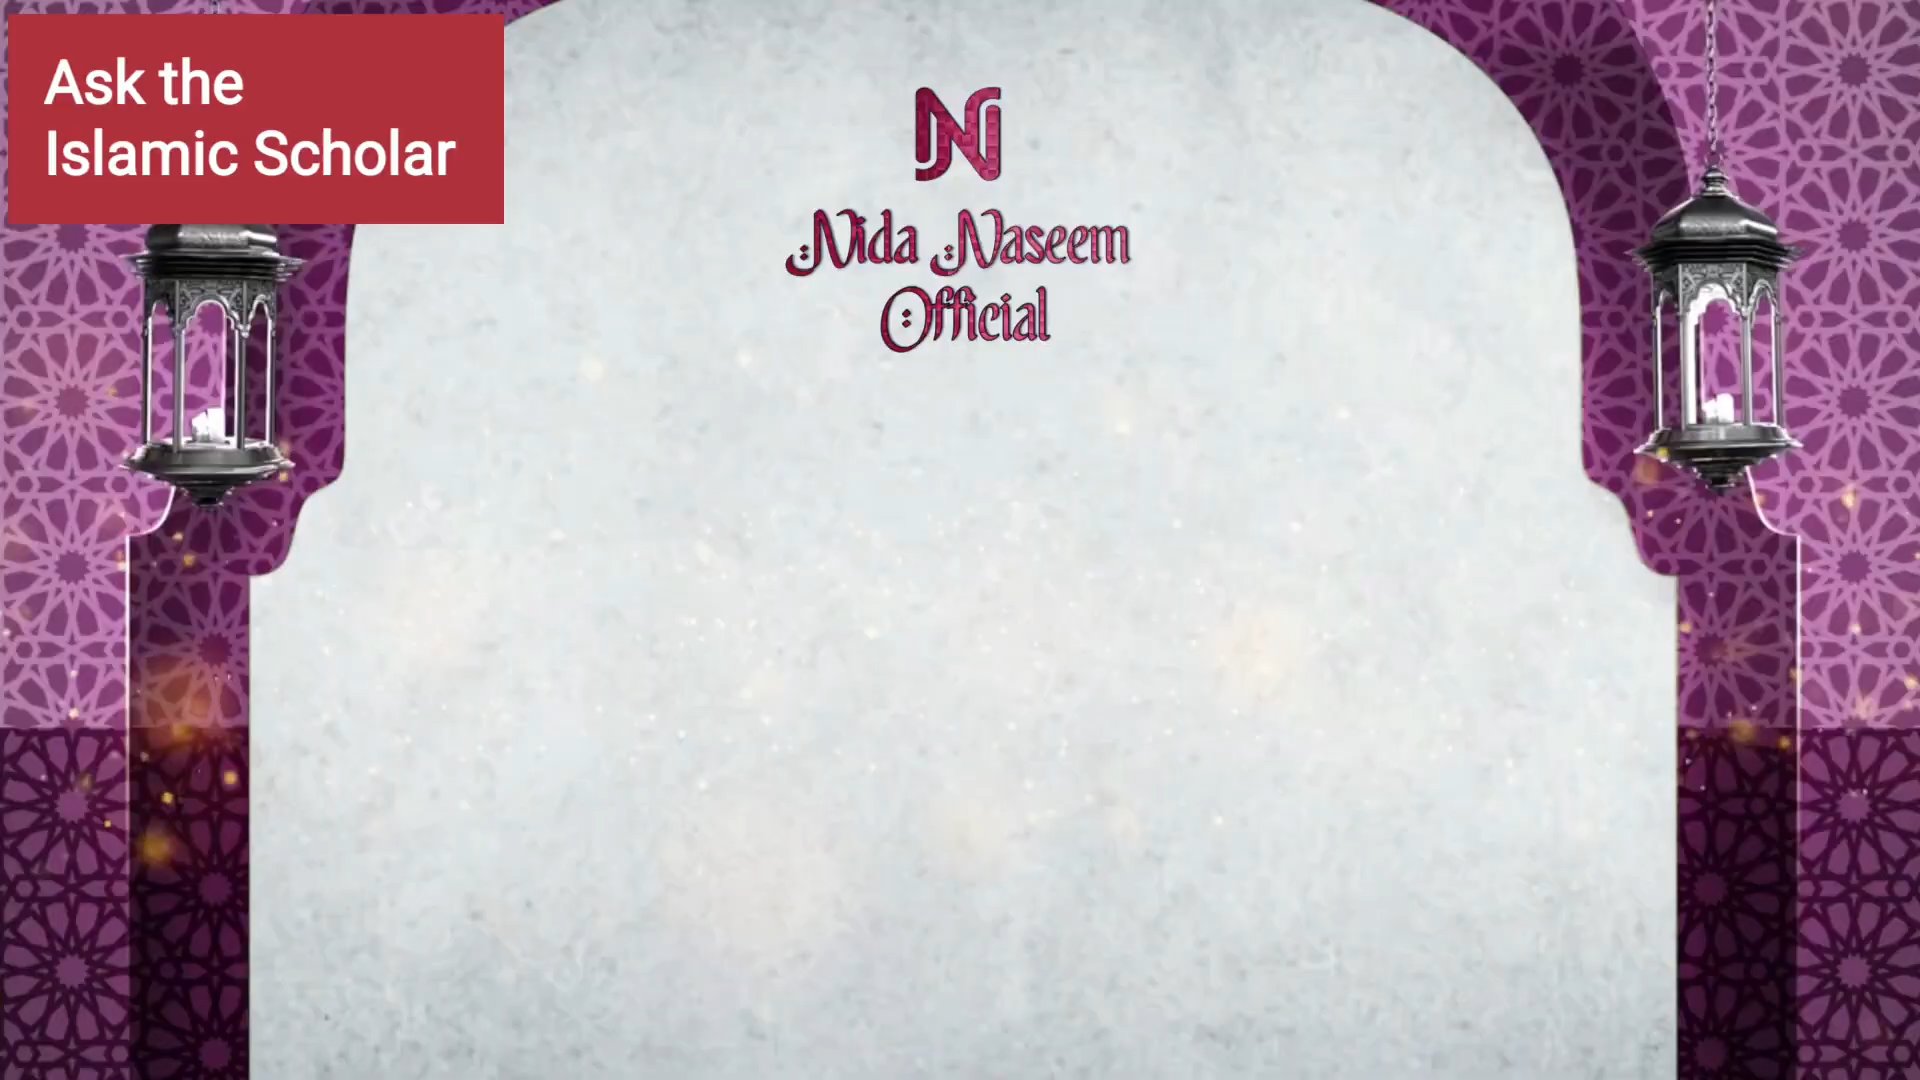 Ask the
Islamic Scholar
N
Nida Naseem
Official